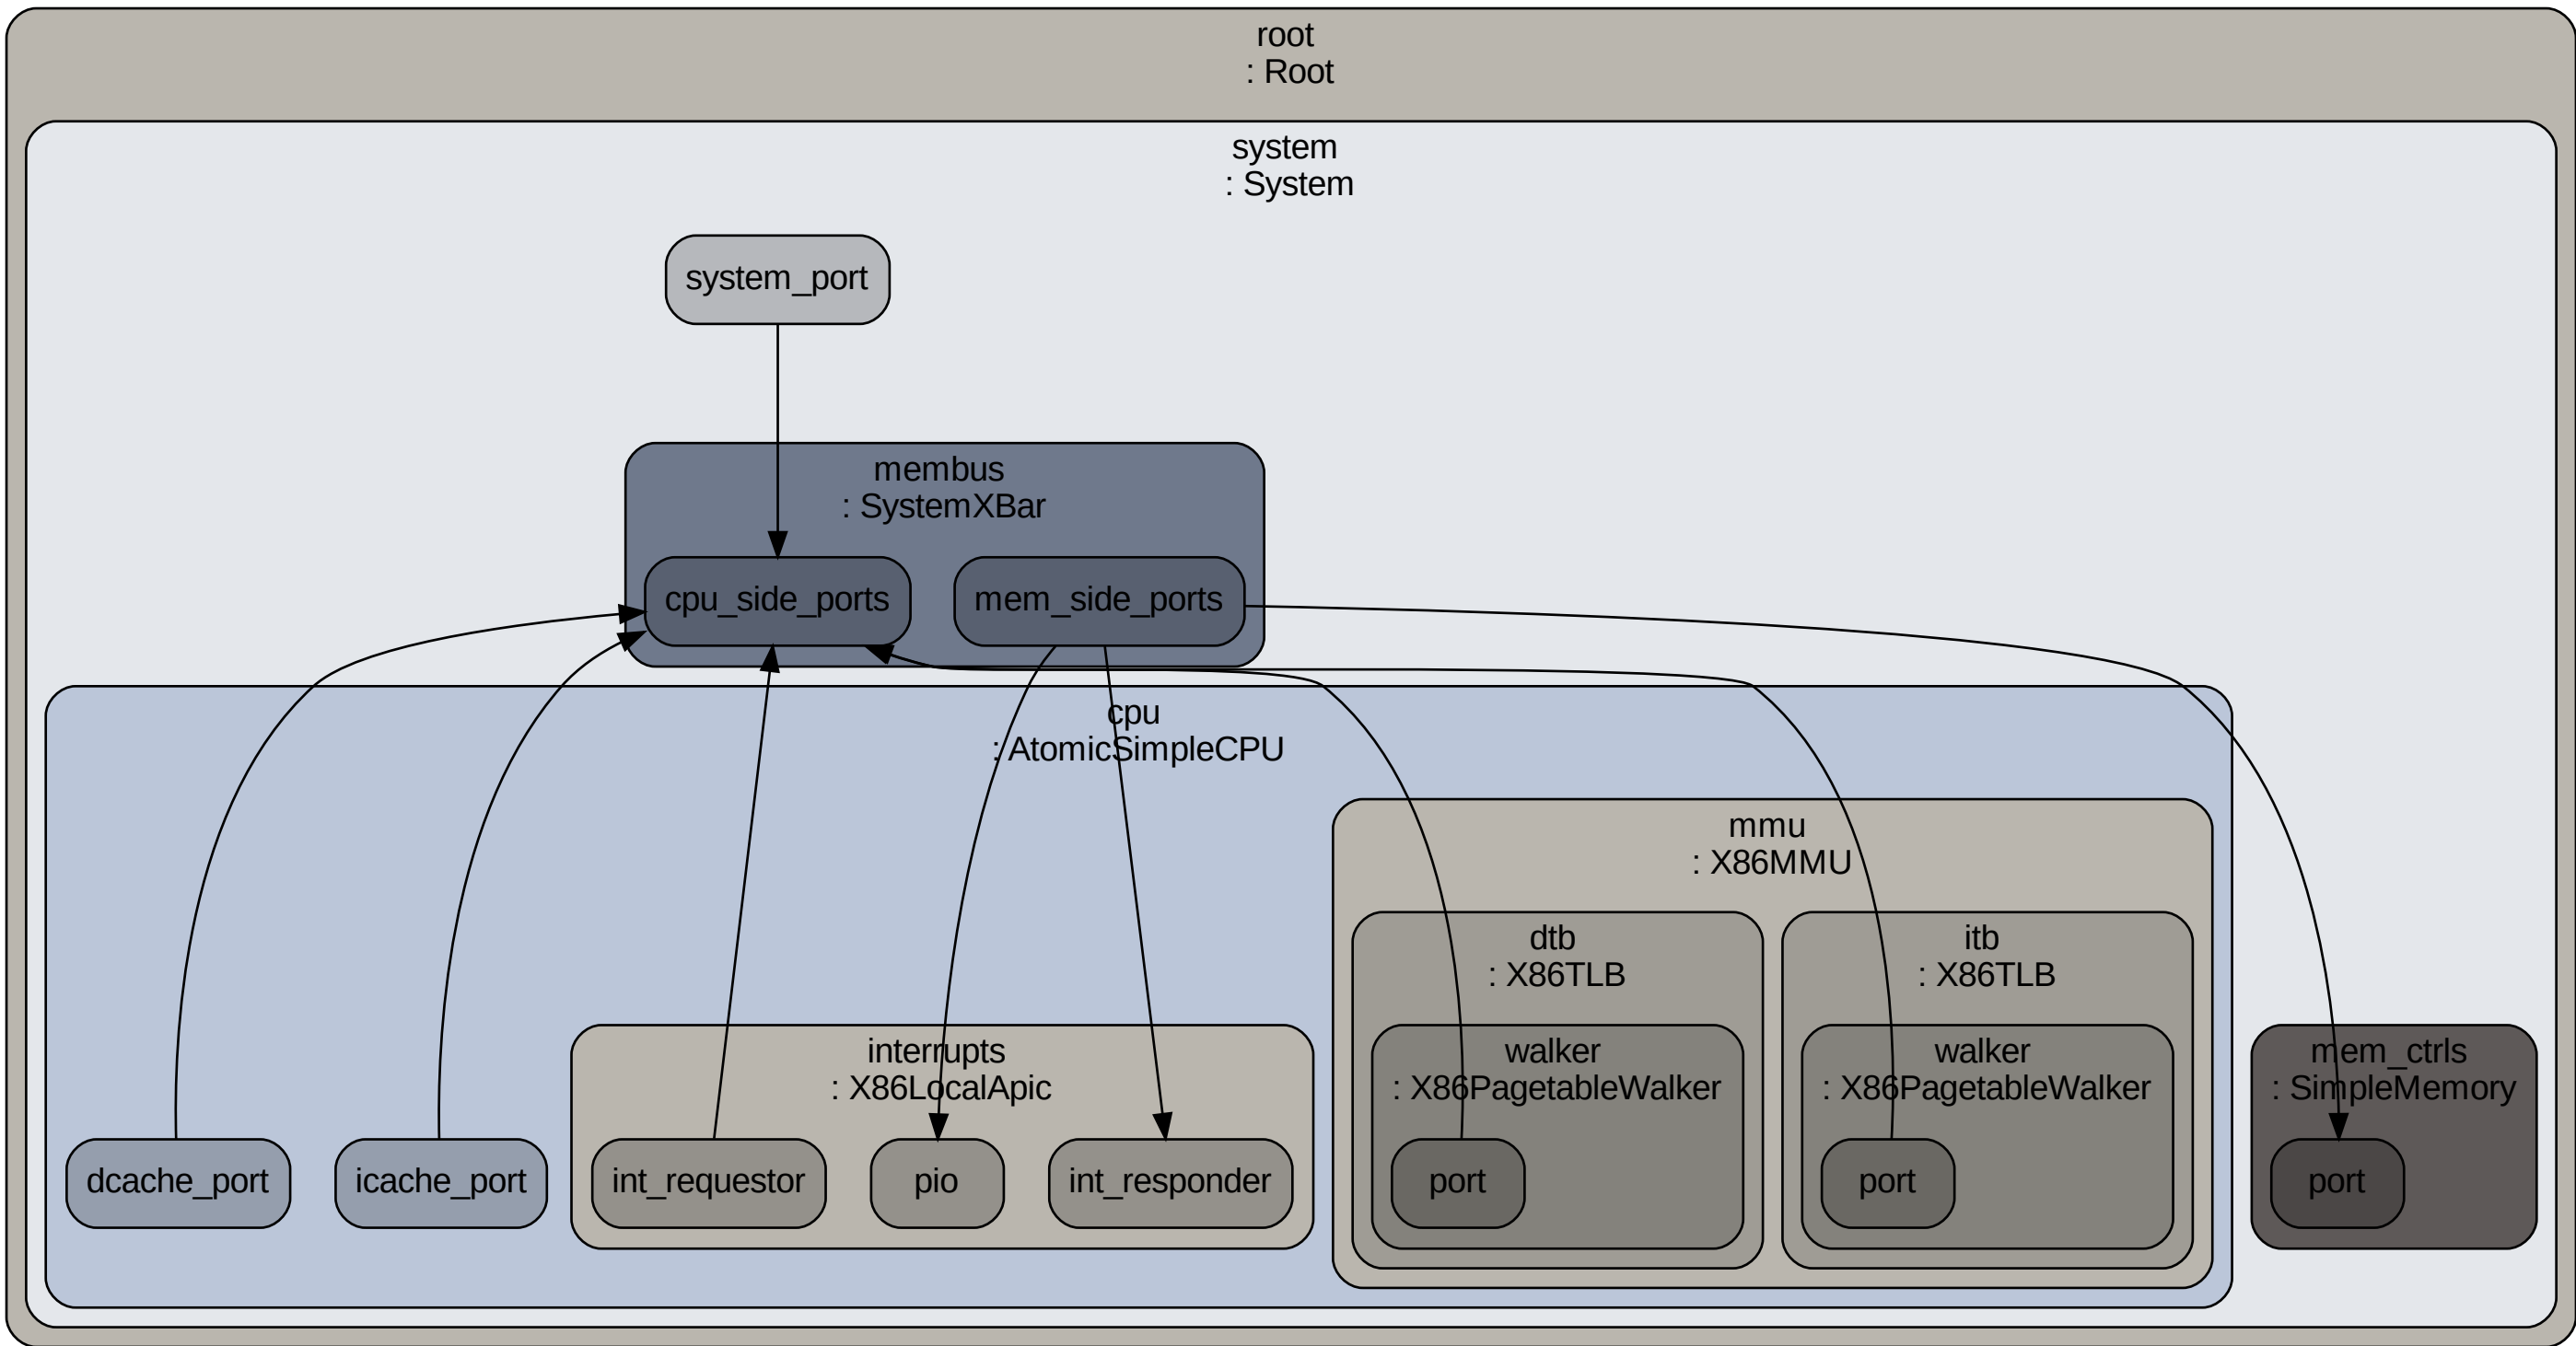 root
: Root
system
: System
system_port
membus
: SystemXBar
cpu_side_ports
mem_side_ports
cpu
: AtomicSimpleCPU
mmu
: X86MMU
dtb
: X86TLB
itb
: X86TLB
interrupts
: X86LocalApic
walker
: X86PagetableWalker
walker
: X86PagetableWalker
mem_ctrls
: SimpleMemory
dcache_port
icache_port
int_requestor
pio
int_responder
port
port
port